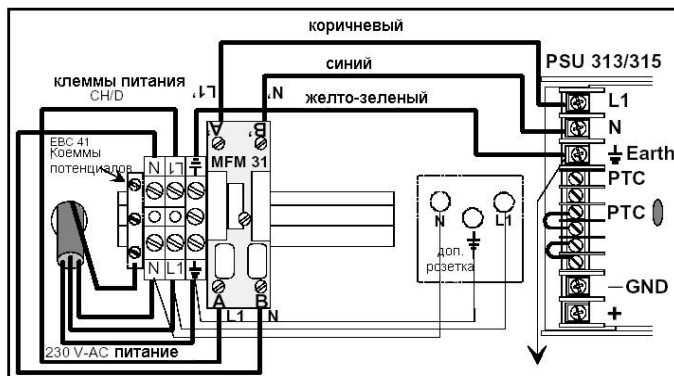 коричневый
PSU 313/315
синий
клеммы питания
CH/D
L1'
N'
L1
желто-зеленый
N
A'
B'
EBC 41
Коеммы
потенциалов
N
L1
MFM 31
Earth
PTC
PTC
N
L1
доп.
розетка
N
L1
A
B
L1
N
GND
+
230 V-AC питание